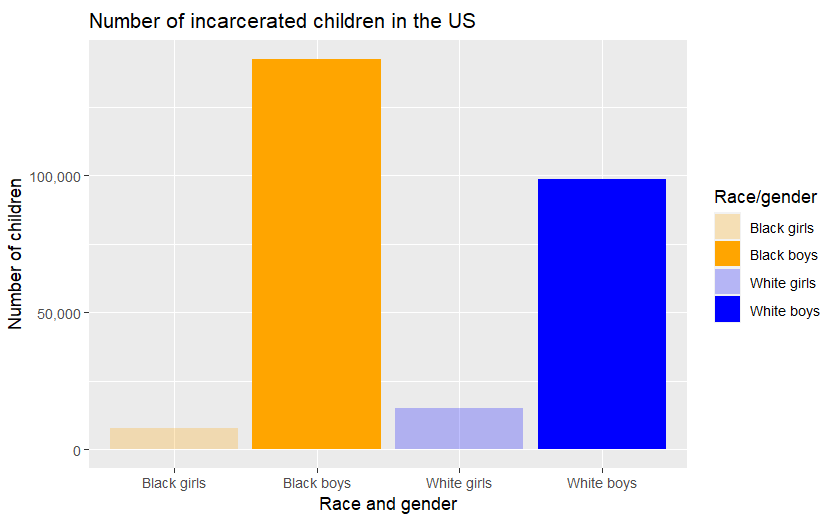 Number of incarcerated children in the US
Number of children
100,000
50,000
0
Black girls
Black boys
White girls
White boys
Race and gender
Race/gender
Black girls
Black boys
White girls
White boys